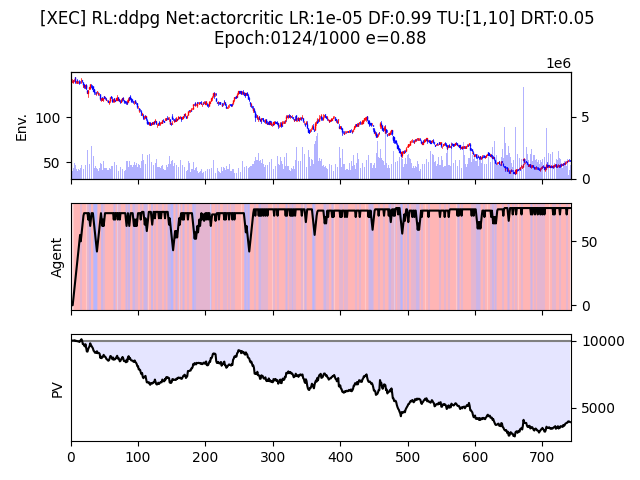 [XEC] RL:ddpg Net:actorcritic LR:1e-05 DF:0.99 TU:[1,10] DRT:0.05
Epoch:0124/1000 e=0.88
1e6
Env.
100
50
5
0
Agent
50
0
PV
10000
5000
0 100 200 300 400 500 600 700